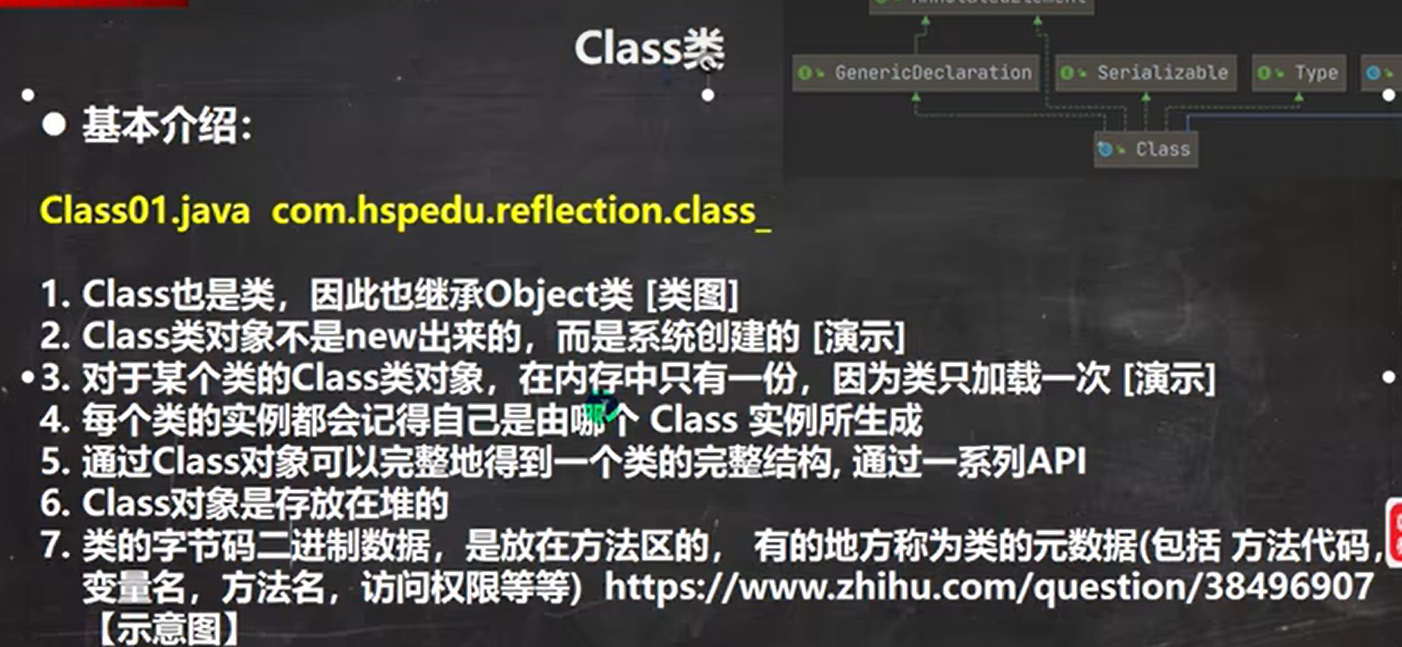 Class类
GenericDeclaration
Serializable
Type
Class
基本介绍：
Class01.java com.hspedu.reflection.class_
1. Class也是类，因此也继承Object类 [类图]
2. Class类对象不是new出来的，而是系统创建的 [演示]
3. 对于某个类的Class类对象，在内存中只有一份，因为类只加载一次 [演示]
4. 每个类的实例都会记得自己是由哪个 Class 实例所生成
5. 通过Class对象可以完整地得到一个类的完整结构, 通过一系列API
6. Class对象是存放在堆的
7. 类的字节码二进制数据，是放在方法区的， 有的地方称为类的元数据(包括 方法代码，
变量名，方法名，访问权限等等) https://www.zhihu.com/question/38496907
【示意图】